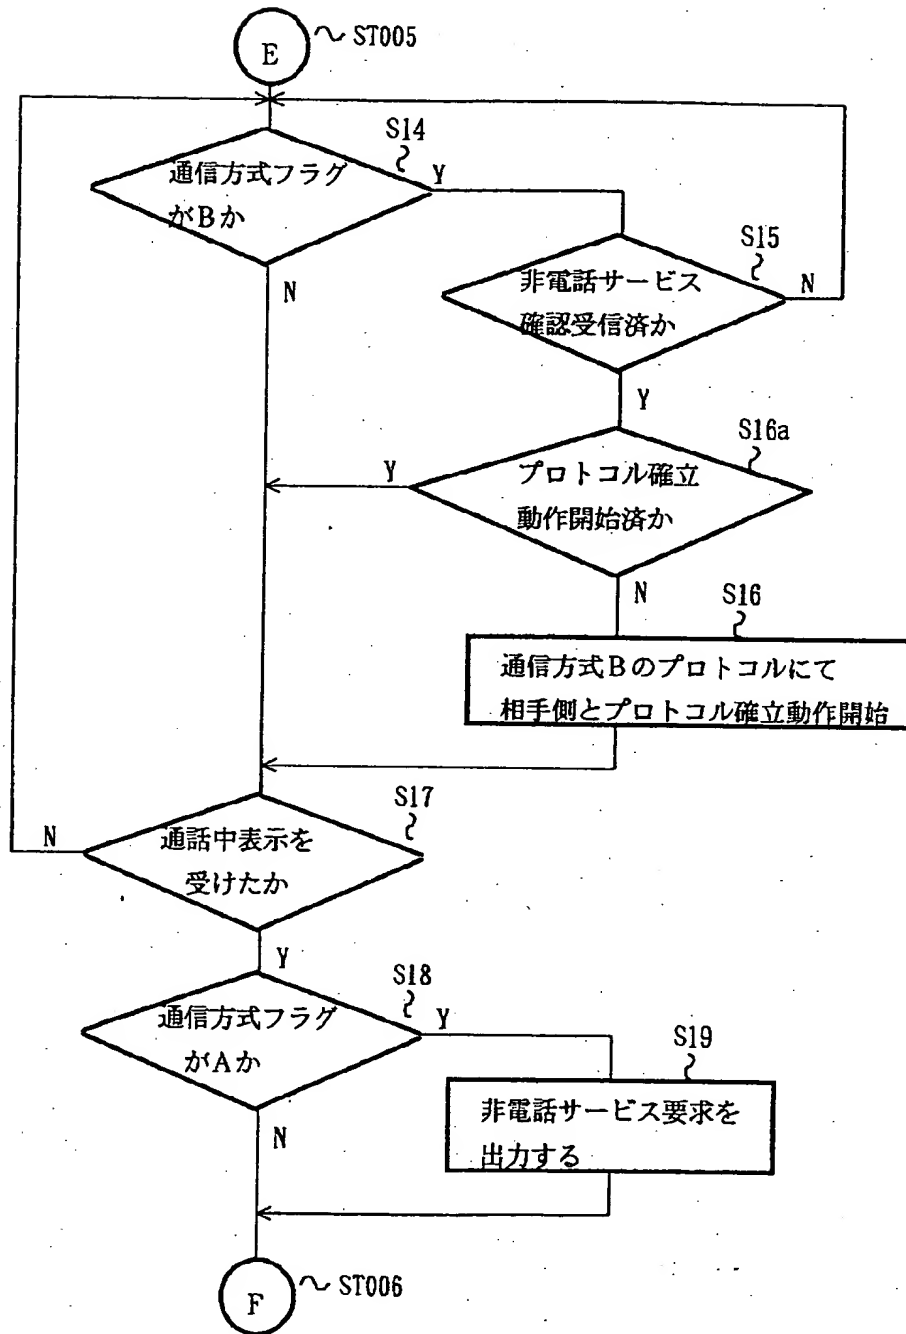 E
ST005
S14
通信方式フラグ
がBか
Y
N
S15
非電話サービス
確認受信済か
N
Y
S16a
プロトコル確立
動作開始済か
Y
N
S16
通信方式Bのプロトコルにて
相手側とプロトコル確立動作開始
S17
通話中表示を
受けたか
N
Y
S18
通信方式フラグ
がAか
Y
N
S19
非電話サービス要求を
出力する
F
ST006